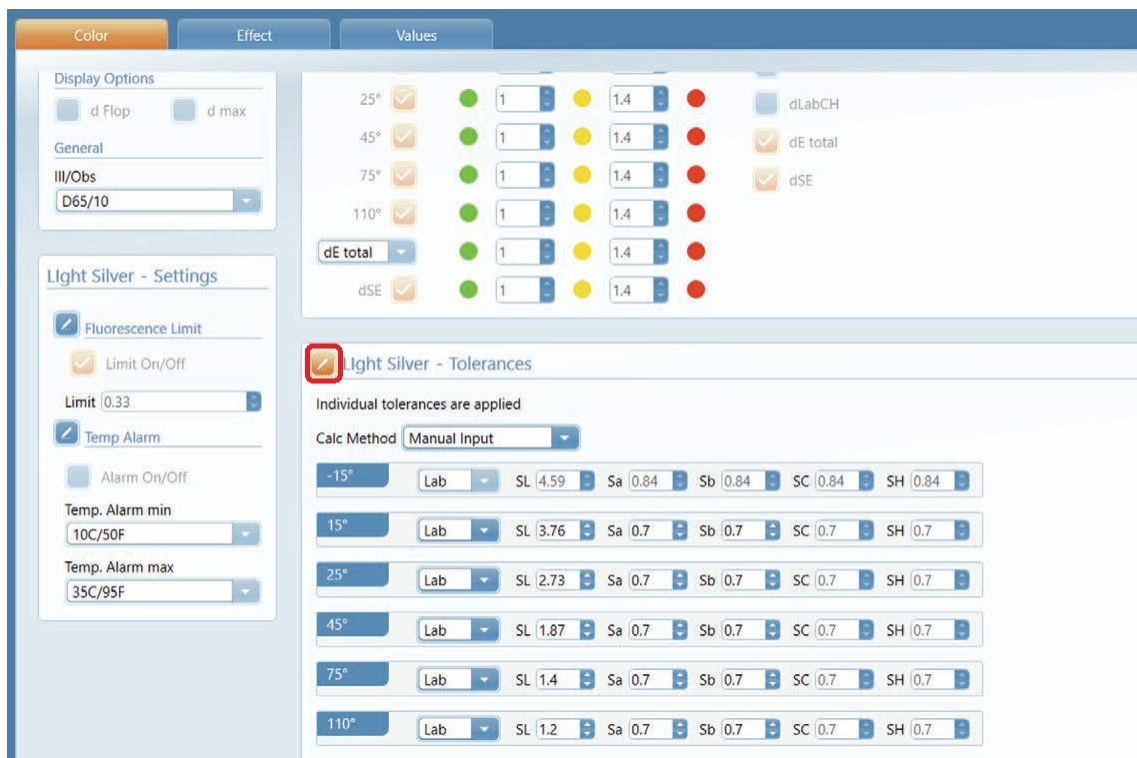 Color Effect Values
Display Options
d Flop d max
General
Ill/Obs
D65/10
LIght Silver - Settings
Fluorescence Limit
Limit On/Off
Limit 0.33
Temp Alarm
Alarm On/Off
Temp. Alarm min
10C/50F
Temp. Alarm max
35C/95F
25° 1 1.4 dLabCH
45° 1 1.4 dE total
75° 1 1.4 dSE
110° 1 1.4
dE total 1 1.4
dSE 1 1.4
LIght Silver - Tolerances
Individual tolerances are applied
Calc Method Manual Input
-15° Lab SL 4.59 Sa 0.84 Sb 0.84 SC 0.84 SH 0.84
15° Lab SL 3.76 Sa 0.7 Sb 0.7 SC 0.7 SH 0.7
25° Lab SL 2.73 Sa 0.7 Sb 0.7 SC 0.7 SH 0.7
45° Lab SL 1.87 Sa 0.7 Sb 0.7 SC 0.7 SH 0.7
75° Lab SL 1.4 Sa 0.7 Sb 0.7 SC 0.7 SH 0.7
110° Lab SL 1.2 Sa 0.7 Sb 0.7 SC 0.7 SH 0.7